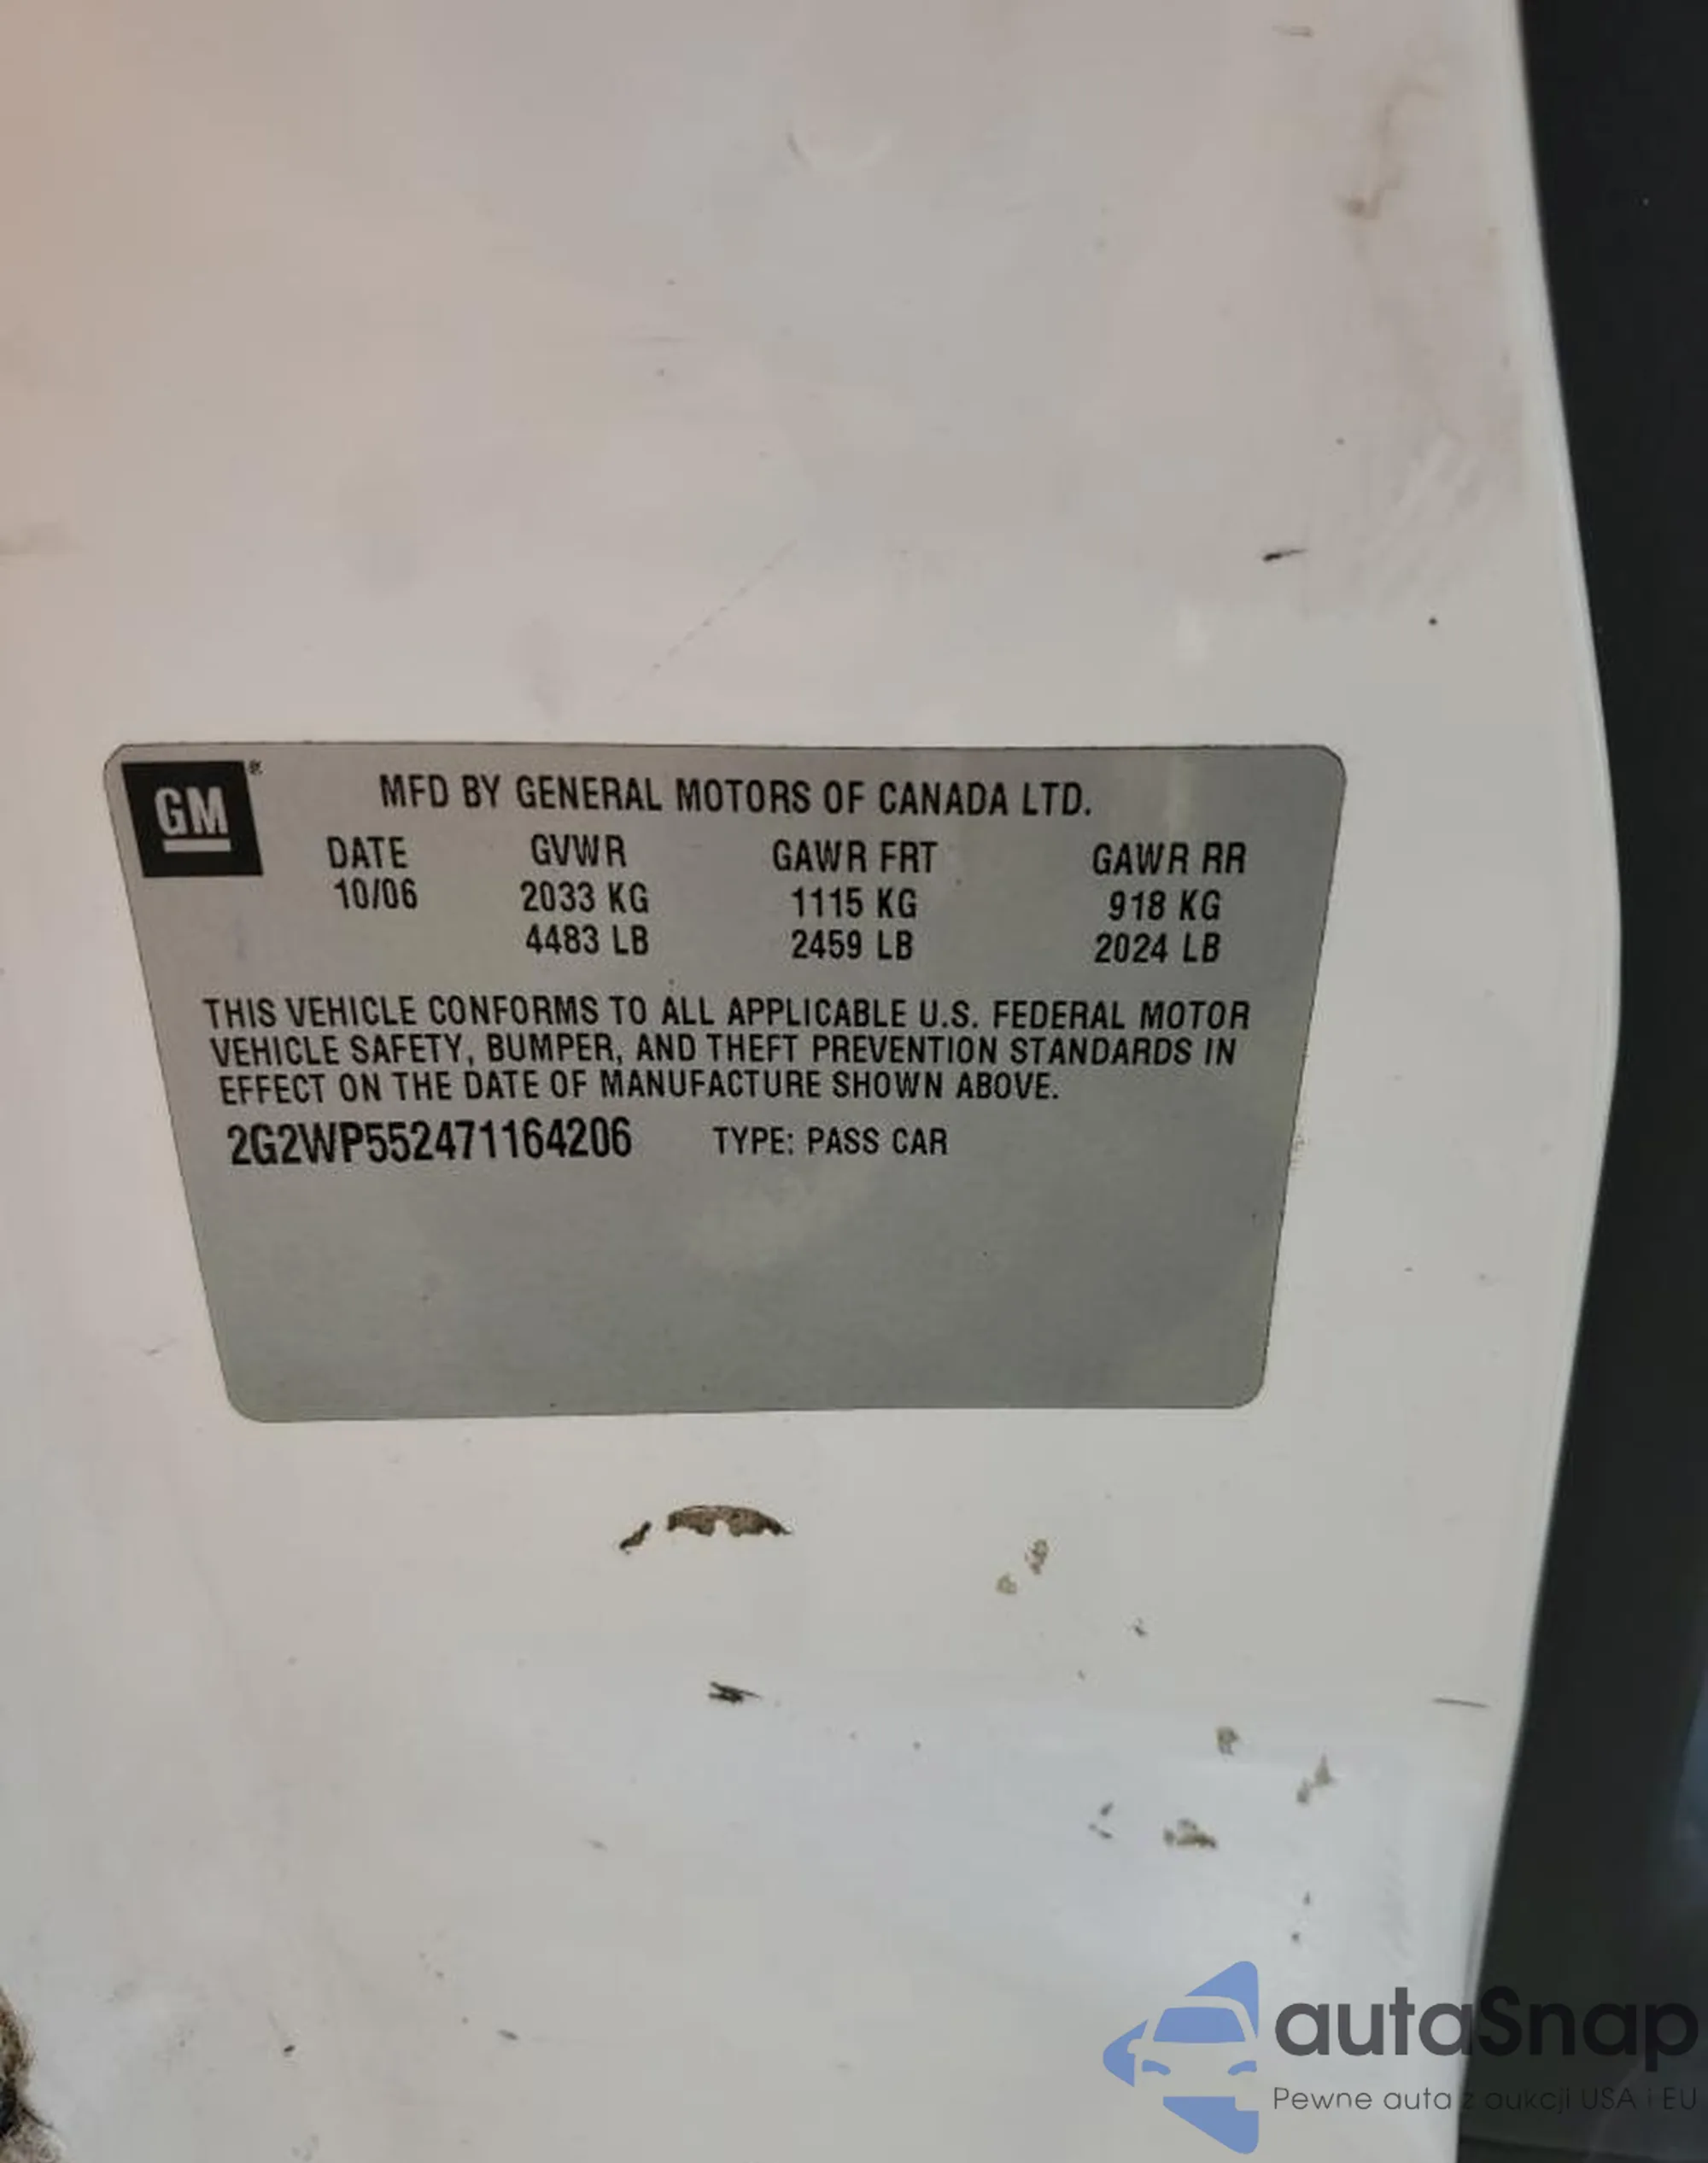 GM®
MFD BY GENERAL MOTORS OF CANADA LTD.
DATE GVWR GAWR FRT GAWR RR
10/06 2033 KG 1115 KG 918 KG
4483 LB 2459 LB 2024 LB
THIS VEHICLE CONFORMS TO ALL APPLICABLE U.S. FEDERAL MOTOR
VEHICLE SAFETY, BUMPER, AND THEFT PREVENTION STANDARDS IN
EFFECT ON THE DATE OF MANUFACTURE SHOWN ABOVE.
2G2WP552471164206 TYPE: PASS CAR
autaSnap
Pewne auta z aukcji USA i EU